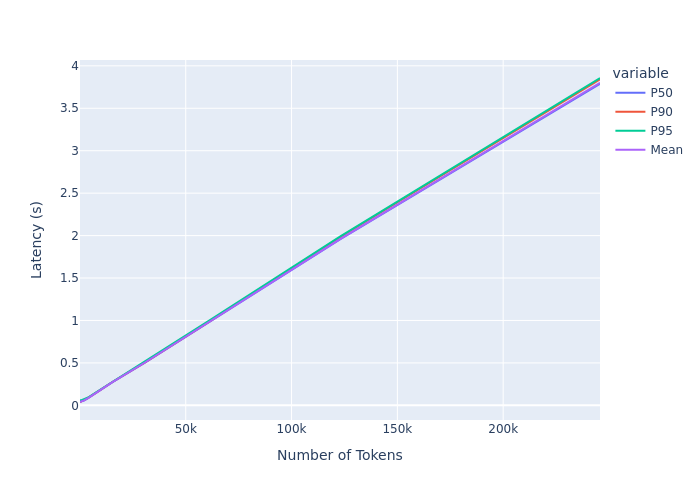 4
3.5
3
2.5
2
1.5
1
0.5
0
Latency (s)
50k
100k
150k
200k
Number of Tokens
variable
P50
P90
P95
Mean